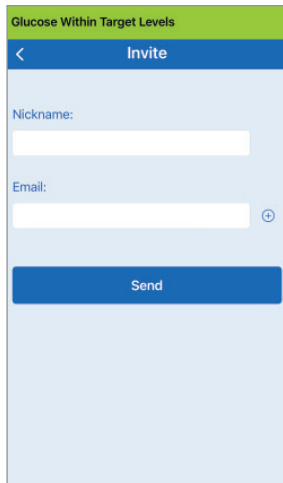 Glucose Within Target Levels
Invite
Nickname:
Email:
Send